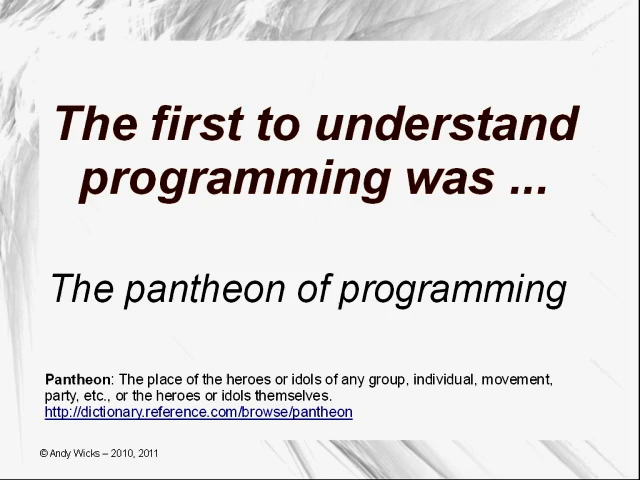 The first to understand
programming was ...
The pantheon of programming
Pantheon: The place of the heroes or idols of any group, individual, movement,
party, etc., or the heroes or idols themselves.
http://dictionary.reference.com/browse/pantheon
© Andy Wicks – 2010, 2011